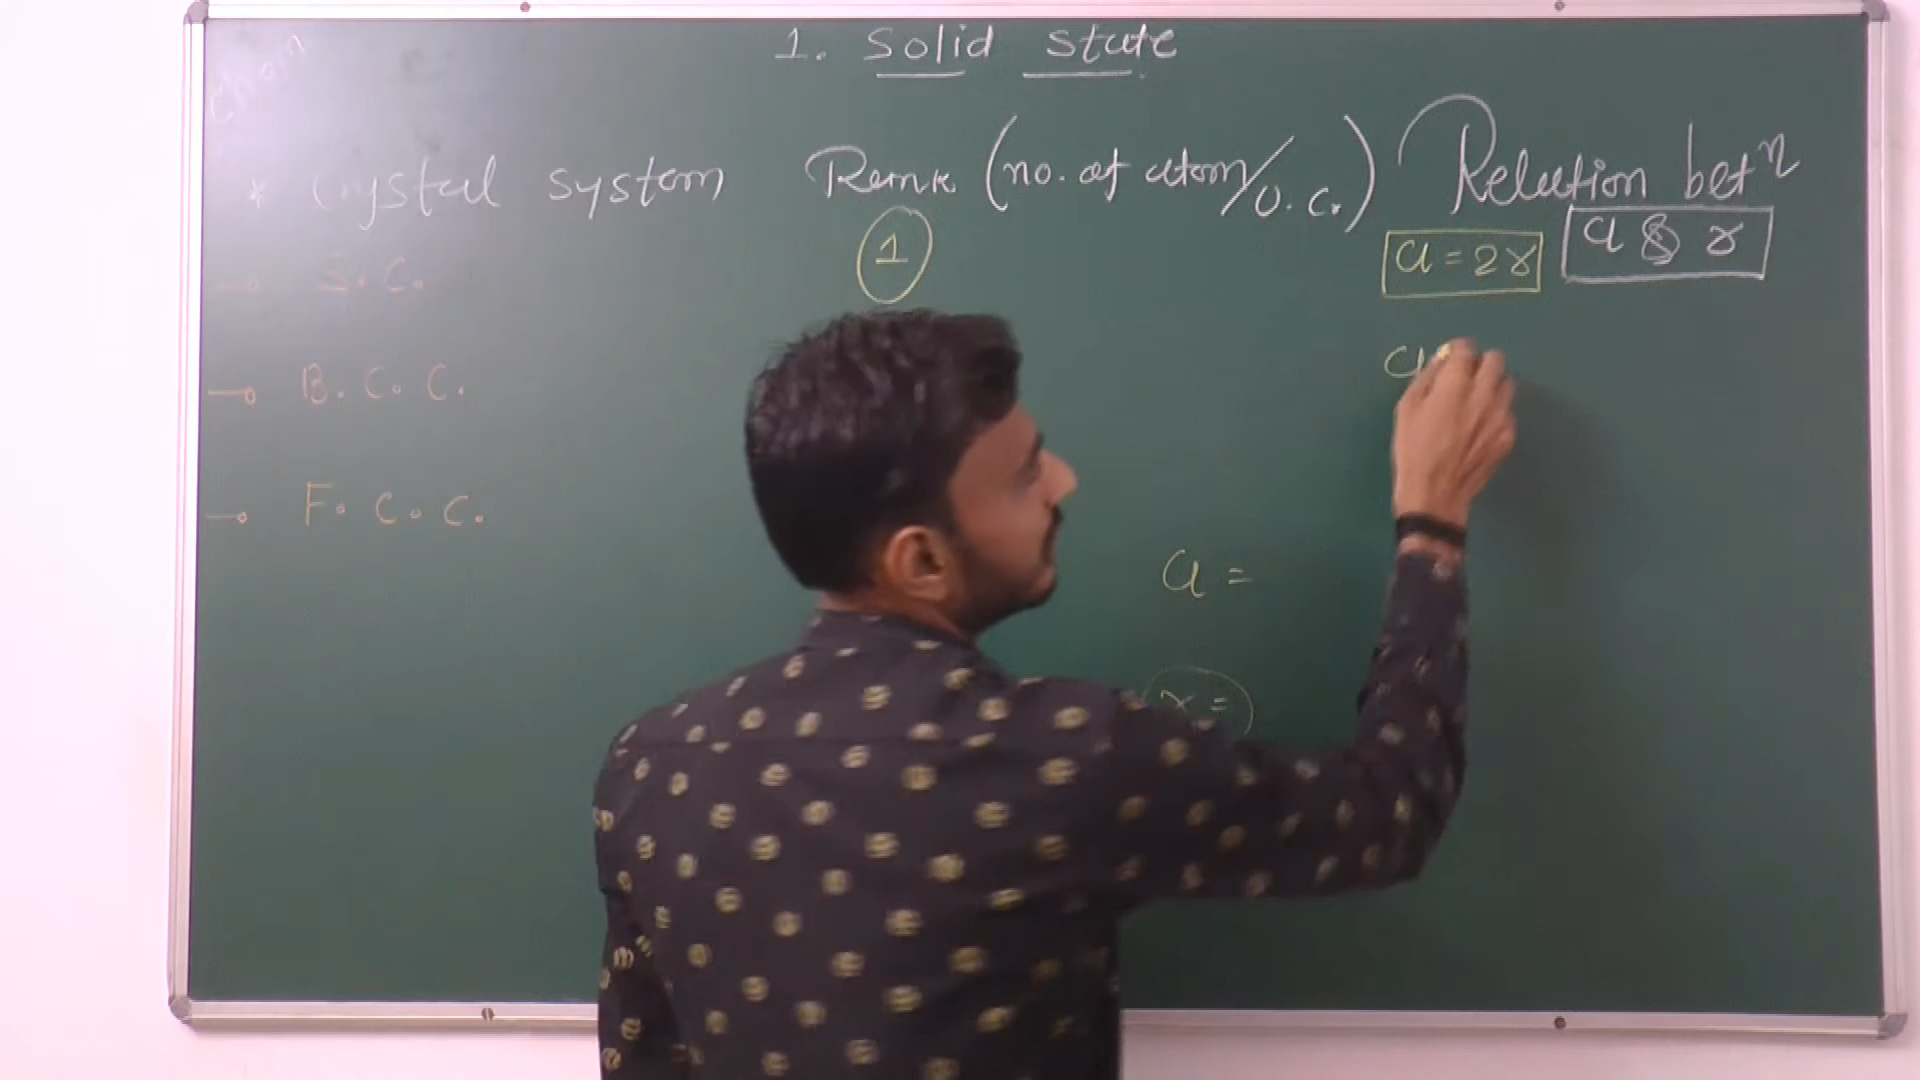 1. Solid state
* Crystal system Rank (no. of atom/U.C.) Relation betn
a & r
S.C. 1 a = 2r
B.C.C. a
F.C.C.
a =
r =